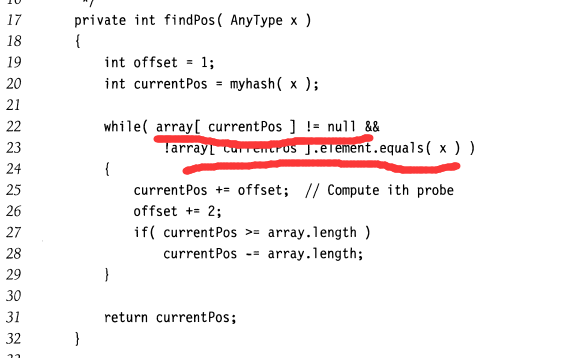 */
17 private int findPos( AnyType x )
18 {
19 int offset = 1;
20 int currentPos = myhash( x );
21
22 while( array[ currentPos ] != null &&
23 !array[ currentPos ].element.equals( x ) )
24 {
25 currentPos += offset; // Compute ith probe
26 offset += 2;
27 if( currentPos >= array.length )
28 currentPos -= array.length;
29 }
30
31 return currentPos;
32 }